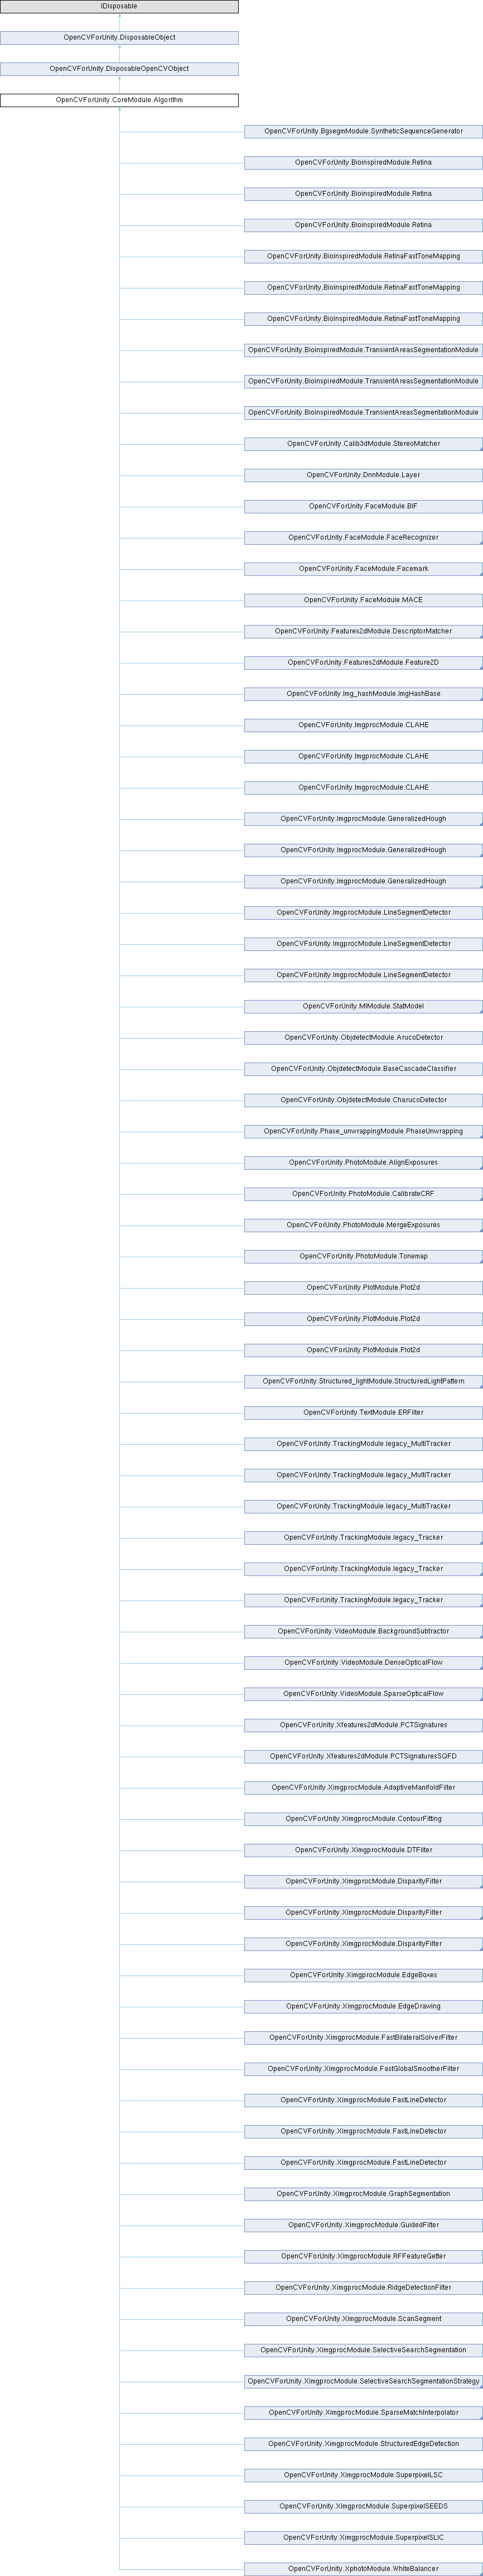 IDisposable
OpenCVForUnity.DisposableObject
OpenCVForUnity.DisposableOpenCVObject
OpenCVForUnity.CoreModule.Algorithm
OpenCVForUnity.BgsegmModule.SyntheticSequenceGenerator
OpenCVForUnity.BioinspiredModule.Retina
OpenCVForUnity.BioinspiredModule.Retina
OpenCVForUnity.BioinspiredModule.Retina
OpenCVForUnity.BioinspiredModule.RetinaFastToneMapping
OpenCVForUnity.BioinspiredModule.RetinaFastToneMapping
OpenCVForUnity.BioinspiredModule.RetinaFastToneMapping
OpenCVForUnity.BioinspiredModule.TransientAreasSegmentationModule
OpenCVForUnity.BioinspiredModule.TransientAreasSegmentationModule
OpenCVForUnity.BioinspiredModule.TransientAreasSegmentationModule
OpenCVForUnity.Calib3dModule.StereoMatcher
OpenCVForUnity.DnnModule.Layer
OpenCVForUnity.FaceModule.BIF
OpenCVForUnity.FaceModule.FaceRecognizer
OpenCVForUnity.FaceModule.Facemark
OpenCVForUnity.FaceModule.MACE
OpenCVForUnity.Features2dModule.DescriptorMatcher
OpenCVForUnity.Features2dModule.Feature2D
OpenCVForUnity.Img_hashModule.ImgHashBase
OpenCVForUnity.ImgprocModule.CLAHE
OpenCVForUnity.ImgprocModule.CLAHE
OpenCVForUnity.ImgprocModule.CLAHE
OpenCVForUnity.ImgprocModule.GeneralizedHough
OpenCVForUnity.ImgprocModule.GeneralizedHough
OpenCVForUnity.ImgprocModule.GeneralizedHough
OpenCVForUnity.ImgprocModule.LineSegmentDetector
OpenCVForUnity.ImgprocModule.LineSegmentDetector
OpenCVForUnity.ImgprocModule.LineSegmentDetector
OpenCVForUnity.MlModule.StatModel
OpenCVForUnity.ObjdetectModule.ArucoDetector
OpenCVForUnity.ObjdetectModule.BaseCascadeClassifier
OpenCVForUnity.ObjdetectModule.CharucoDetector
OpenCVForUnity.Phase_unwrappingModule.PhaseUnwrapping
OpenCVForUnity.PhotoModule.AlignExposures
OpenCVForUnity.PhotoModule.CalibrateCRF
OpenCVForUnity.PhotoModule.MergeExposures
OpenCVForUnity.PhotoModule.Tonemap
OpenCVForUnity.PlotModule.Plot2d
OpenCVForUnity.PlotModule.Plot2d
OpenCVForUnity.PlotModule.Plot2d
OpenCVForUnity.Structured_lightModule.StructuredLightPattern
OpenCVForUnity.TextModule.ERFilter
OpenCVForUnity.TrackingModule.legacy_MultiTracker
OpenCVForUnity.TrackingModule.legacy_MultiTracker
OpenCVForUnity.TrackingModule.legacy_MultiTracker
OpenCVForUnity.TrackingModule.legacy_Tracker
OpenCVForUnity.TrackingModule.legacy_Tracker
OpenCVForUnity.TrackingModule.legacy_Tracker
OpenCVForUnity.VideoModule.BackgroundSubtractor
OpenCVForUnity.VideoModule.DenseOpticalFlow
OpenCVForUnity.VideoModule.SparseOpticalFlow
OpenCVForUnity.Xfeatures2dModule.PCTSignatures
OpenCVForUnity.Xfeatures2dModule.PCTSignaturesSQFD
OpenCVForUnity.XimgprocModule.AdaptiveManifoldFilter
OpenCVForUnity.XimgprocModule.ContourFitting
OpenCVForUnity.XimgprocModule.DTFilter
OpenCVForUnity.XimgprocModule.DisparityFilter
OpenCVForUnity.XimgprocModule.DisparityFilter
OpenCVForUnity.XimgprocModule.DisparityFilter
OpenCVForUnity.XimgprocModule.EdgeBoxes
OpenCVForUnity.XimgprocModule.EdgeDrawing
OpenCVForUnity.XimgprocModule.FastBilateralSolverFilter
OpenCVForUnity.XimgprocModule.FastGlobalSmootherFilter
OpenCVForUnity.XimgprocModule.FastLineDetector
OpenCVForUnity.XimgprocModule.FastLineDetector
OpenCVForUnity.XimgprocModule.FastLineDetector
OpenCVForUnity.XimgprocModule.GraphSegmentation
OpenCVForUnity.XimgprocModule.GuidedFilter
OpenCVForUnity.XimgprocModule.RFFeatureGetter
OpenCVForUnity.XimgprocModule.RidgeDetectionFilter
OpenCVForUnity.XimgprocModule.ScanSegment
OpenCVForUnity.XimgprocModule.SelectiveSearchSegmentation
OpenCVForUnity.XimgprocModule.SelectiveSearchSegmentationStrategy
OpenCVForUnity.XimgprocModule.SparseMatchInterpolator
OpenCVForUnity.XimgprocModule.StructuredEdgeDetection
OpenCVForUnity.XimgprocModule.SuperpixelLSC
OpenCVForUnity.XimgprocModule.SuperpixelSEEDS
OpenCVForUnity.XimgprocModule.SuperpixelSLIC
OpenCVForUnity.XphotoModule.WhiteBalancer